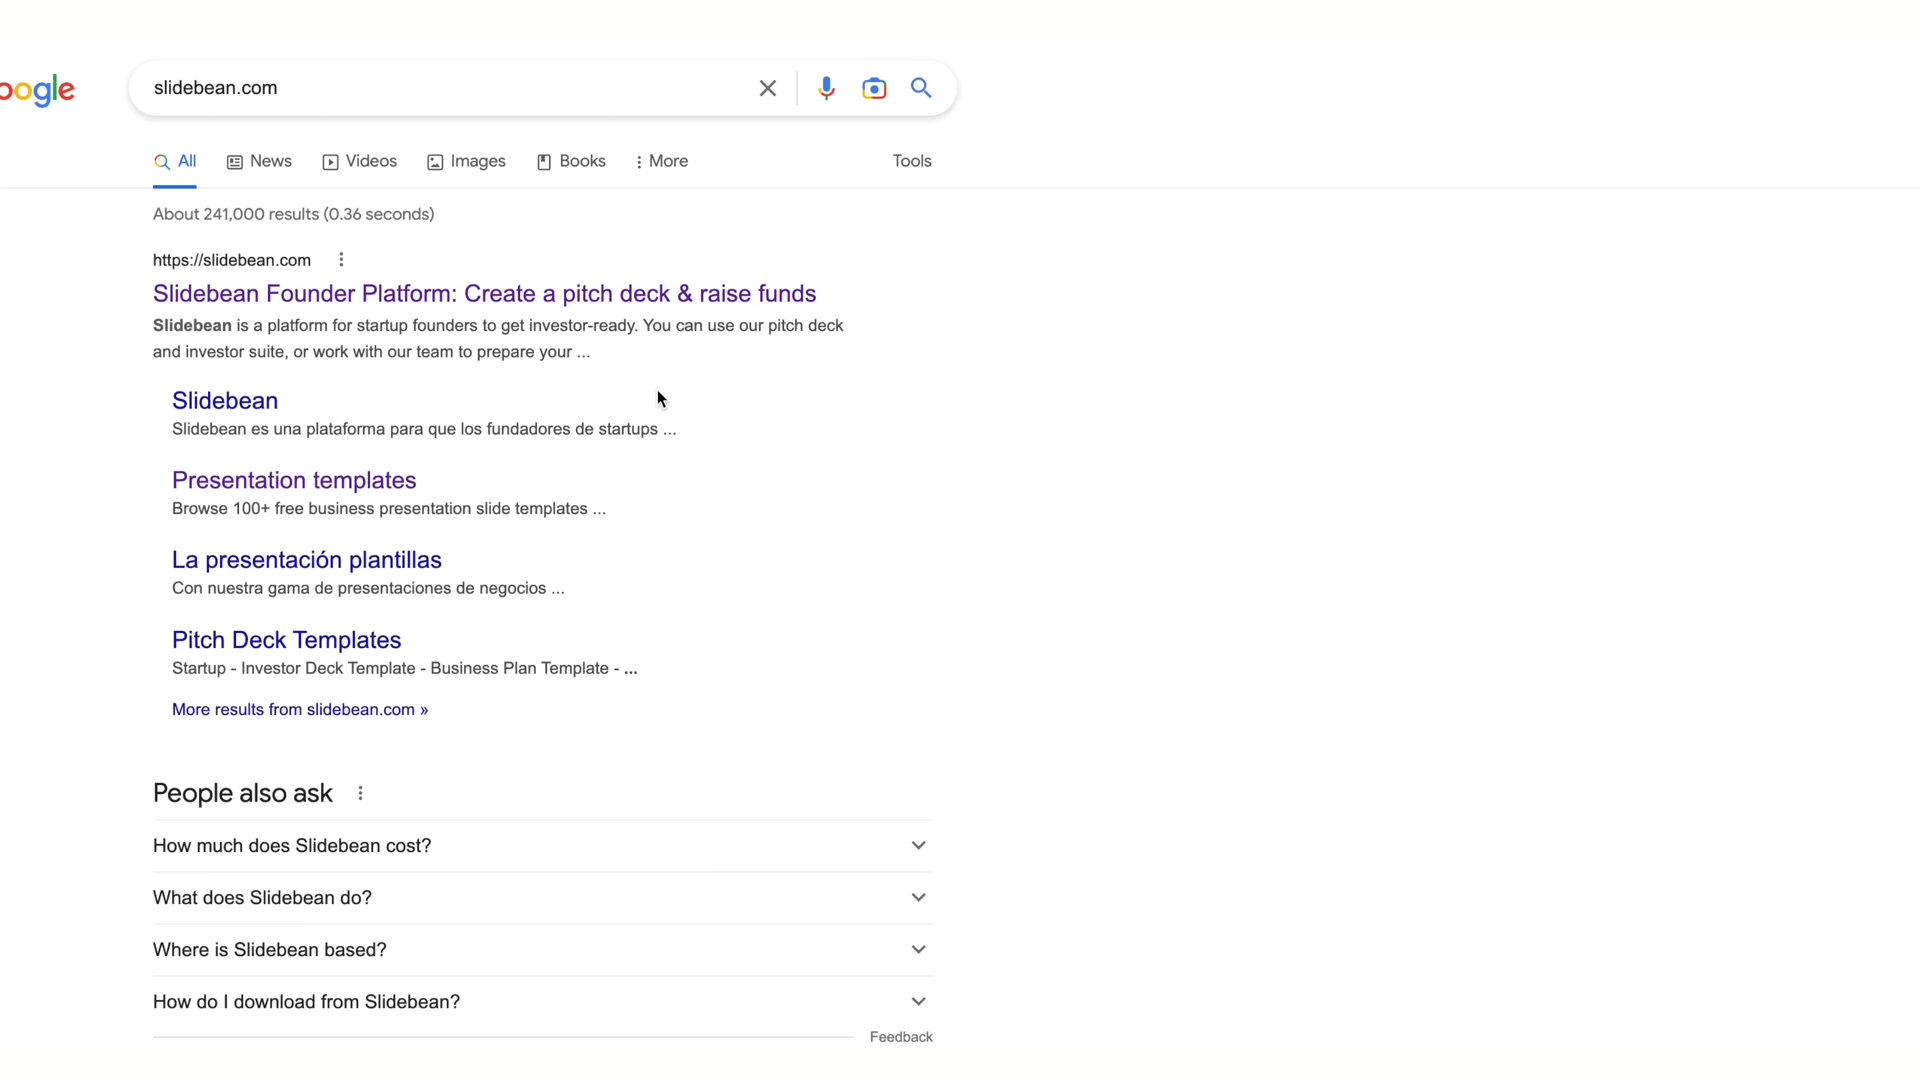 oogle
slidebean.com
All News Videos Images Books More Tools
About 241,000 results (0.36 seconds)
https://slidebean.com
Slidebean Founder Platform: Create a pitch deck & raise funds
Slidebean is a platform for startup founders to get investor-ready. You can use our pitch deck
and investor suite, or work with our team to prepare your ...
Slidebean
Slidebean es una plataforma para que los fundadores de startups ...
Presentation templates
Browse 100+ free business presentation slide templates ...
La presentación plantillas
Con nuestra gama de presentaciones de negocios ...
Pitch Deck Templates
Startup - Investor Deck Template - Business Plan Template - ...
More results from slidebean.com »
People also ask
How much does Slidebean cost?
What does Slidebean do?
Where is Slidebean based?
How do I download from Slidebean?
Feedback